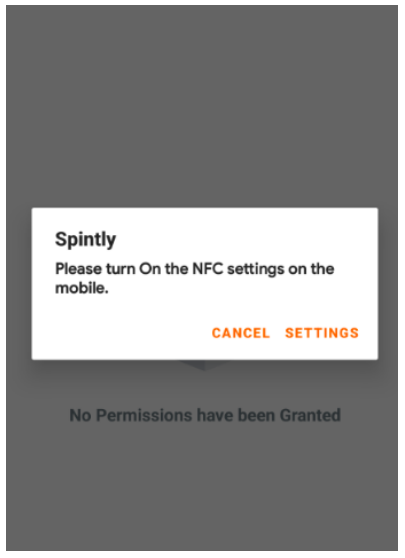 Spintly
Please turn On the NFC settings on the
mobile.
CANCEL SETTINGS
No Permissions have been Granted